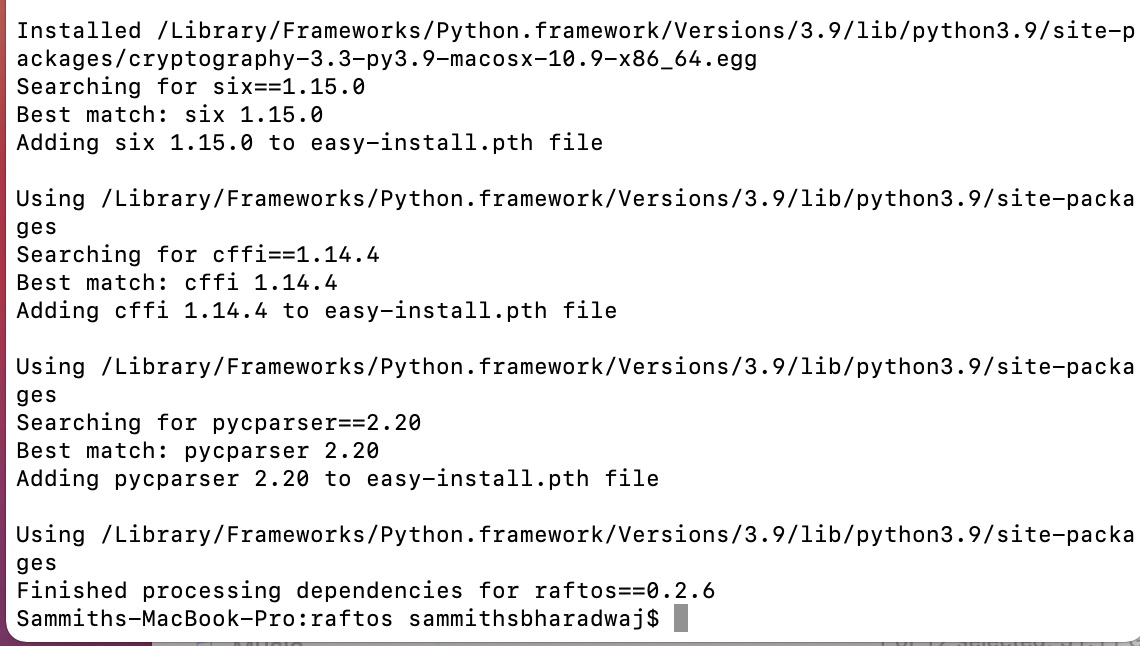 Installed /Library/Frameworks/Python.framework/Versions/3.9/lib/python3.9/site-p
ackages/cryptography-3.3-py3.9-macosx-10.9-x86_64.egg
Searching for six==1.15.0
Best match: six 1.15.0
Adding six 1.15.0 to easy-install.pth file
Using /Library/Frameworks/Python.framework/Versions/3.9/lib/python3.9/site-packa
ges
Searching for cffi==1.14.4
Best match: cffi 1.14.4
Adding cffi 1.14.4 to easy-install.pth file
Using /Library/Frameworks/Python.framework/Versions/3.9/lib/python3.9/site-packa
ges
Searching for pycparser==2.20
Best match: pycparser 2.20
Adding pycparser 2.20 to easy-install.pth file
Using /Library/Frameworks/Python.framework/Versions/3.9/lib/python3.9/site-packa
ges
Finished processing dependencies for raftos==0.2.6
Sammiths-MacBook-Pro:raftos sammithsbharadwaj$